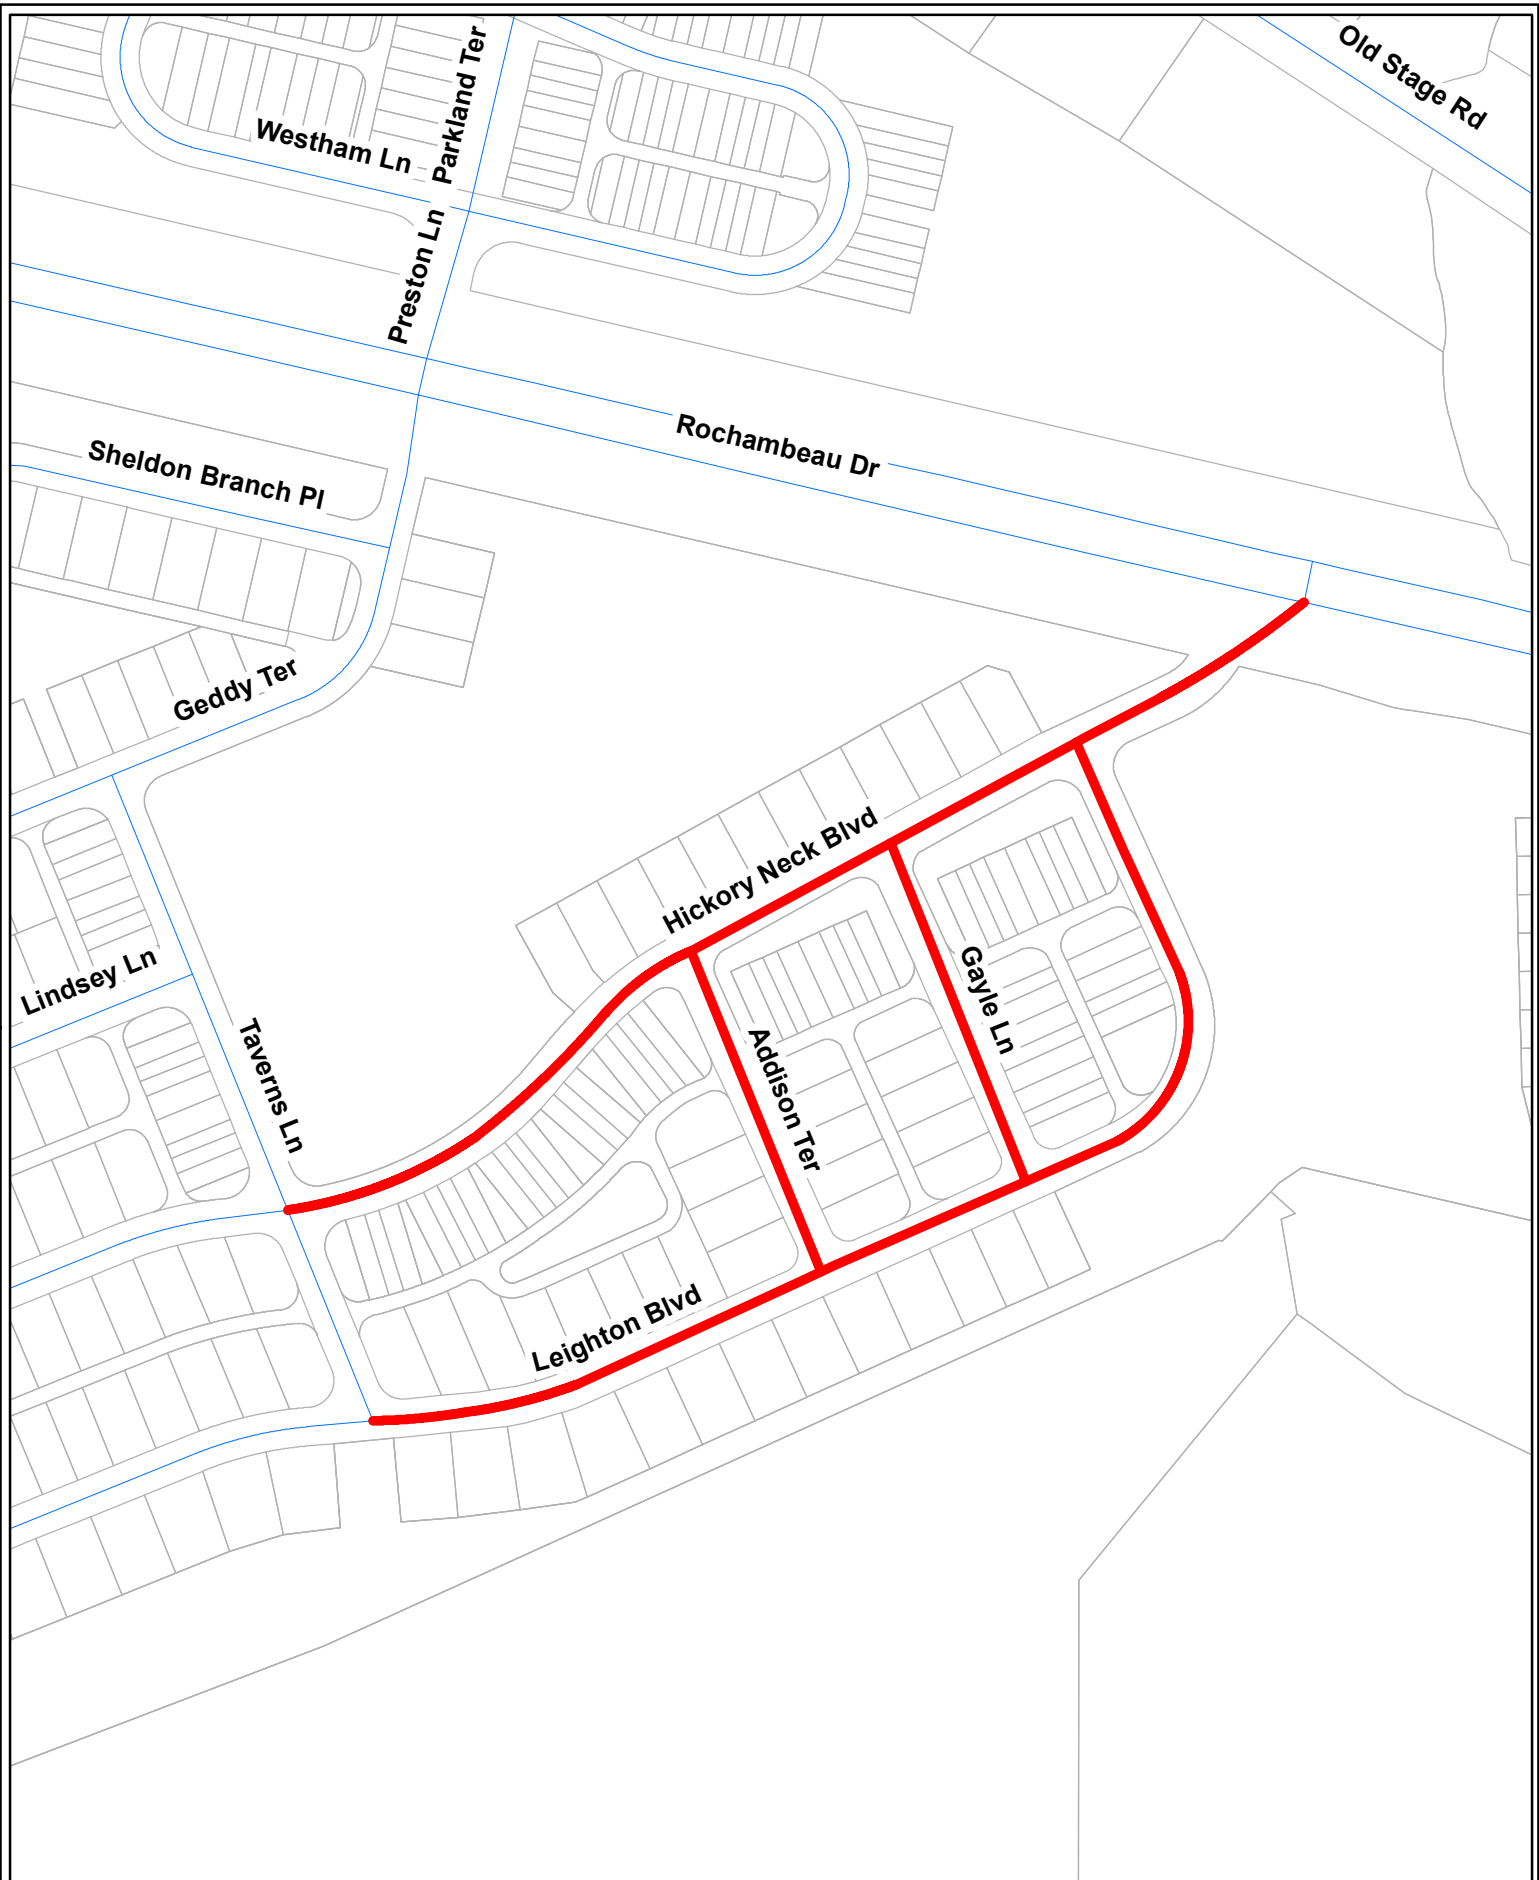 Old Stage Rd
Parkland Ter
Westham Ln
Preston Ln
Rochambeau Dr
Sheldon Branch Pl
Geddy Ter
Hickory Neck Blvd
Lindsey Ln
Gayle Ln
Taverns Ln
Addison Ter
Leighton Blvd